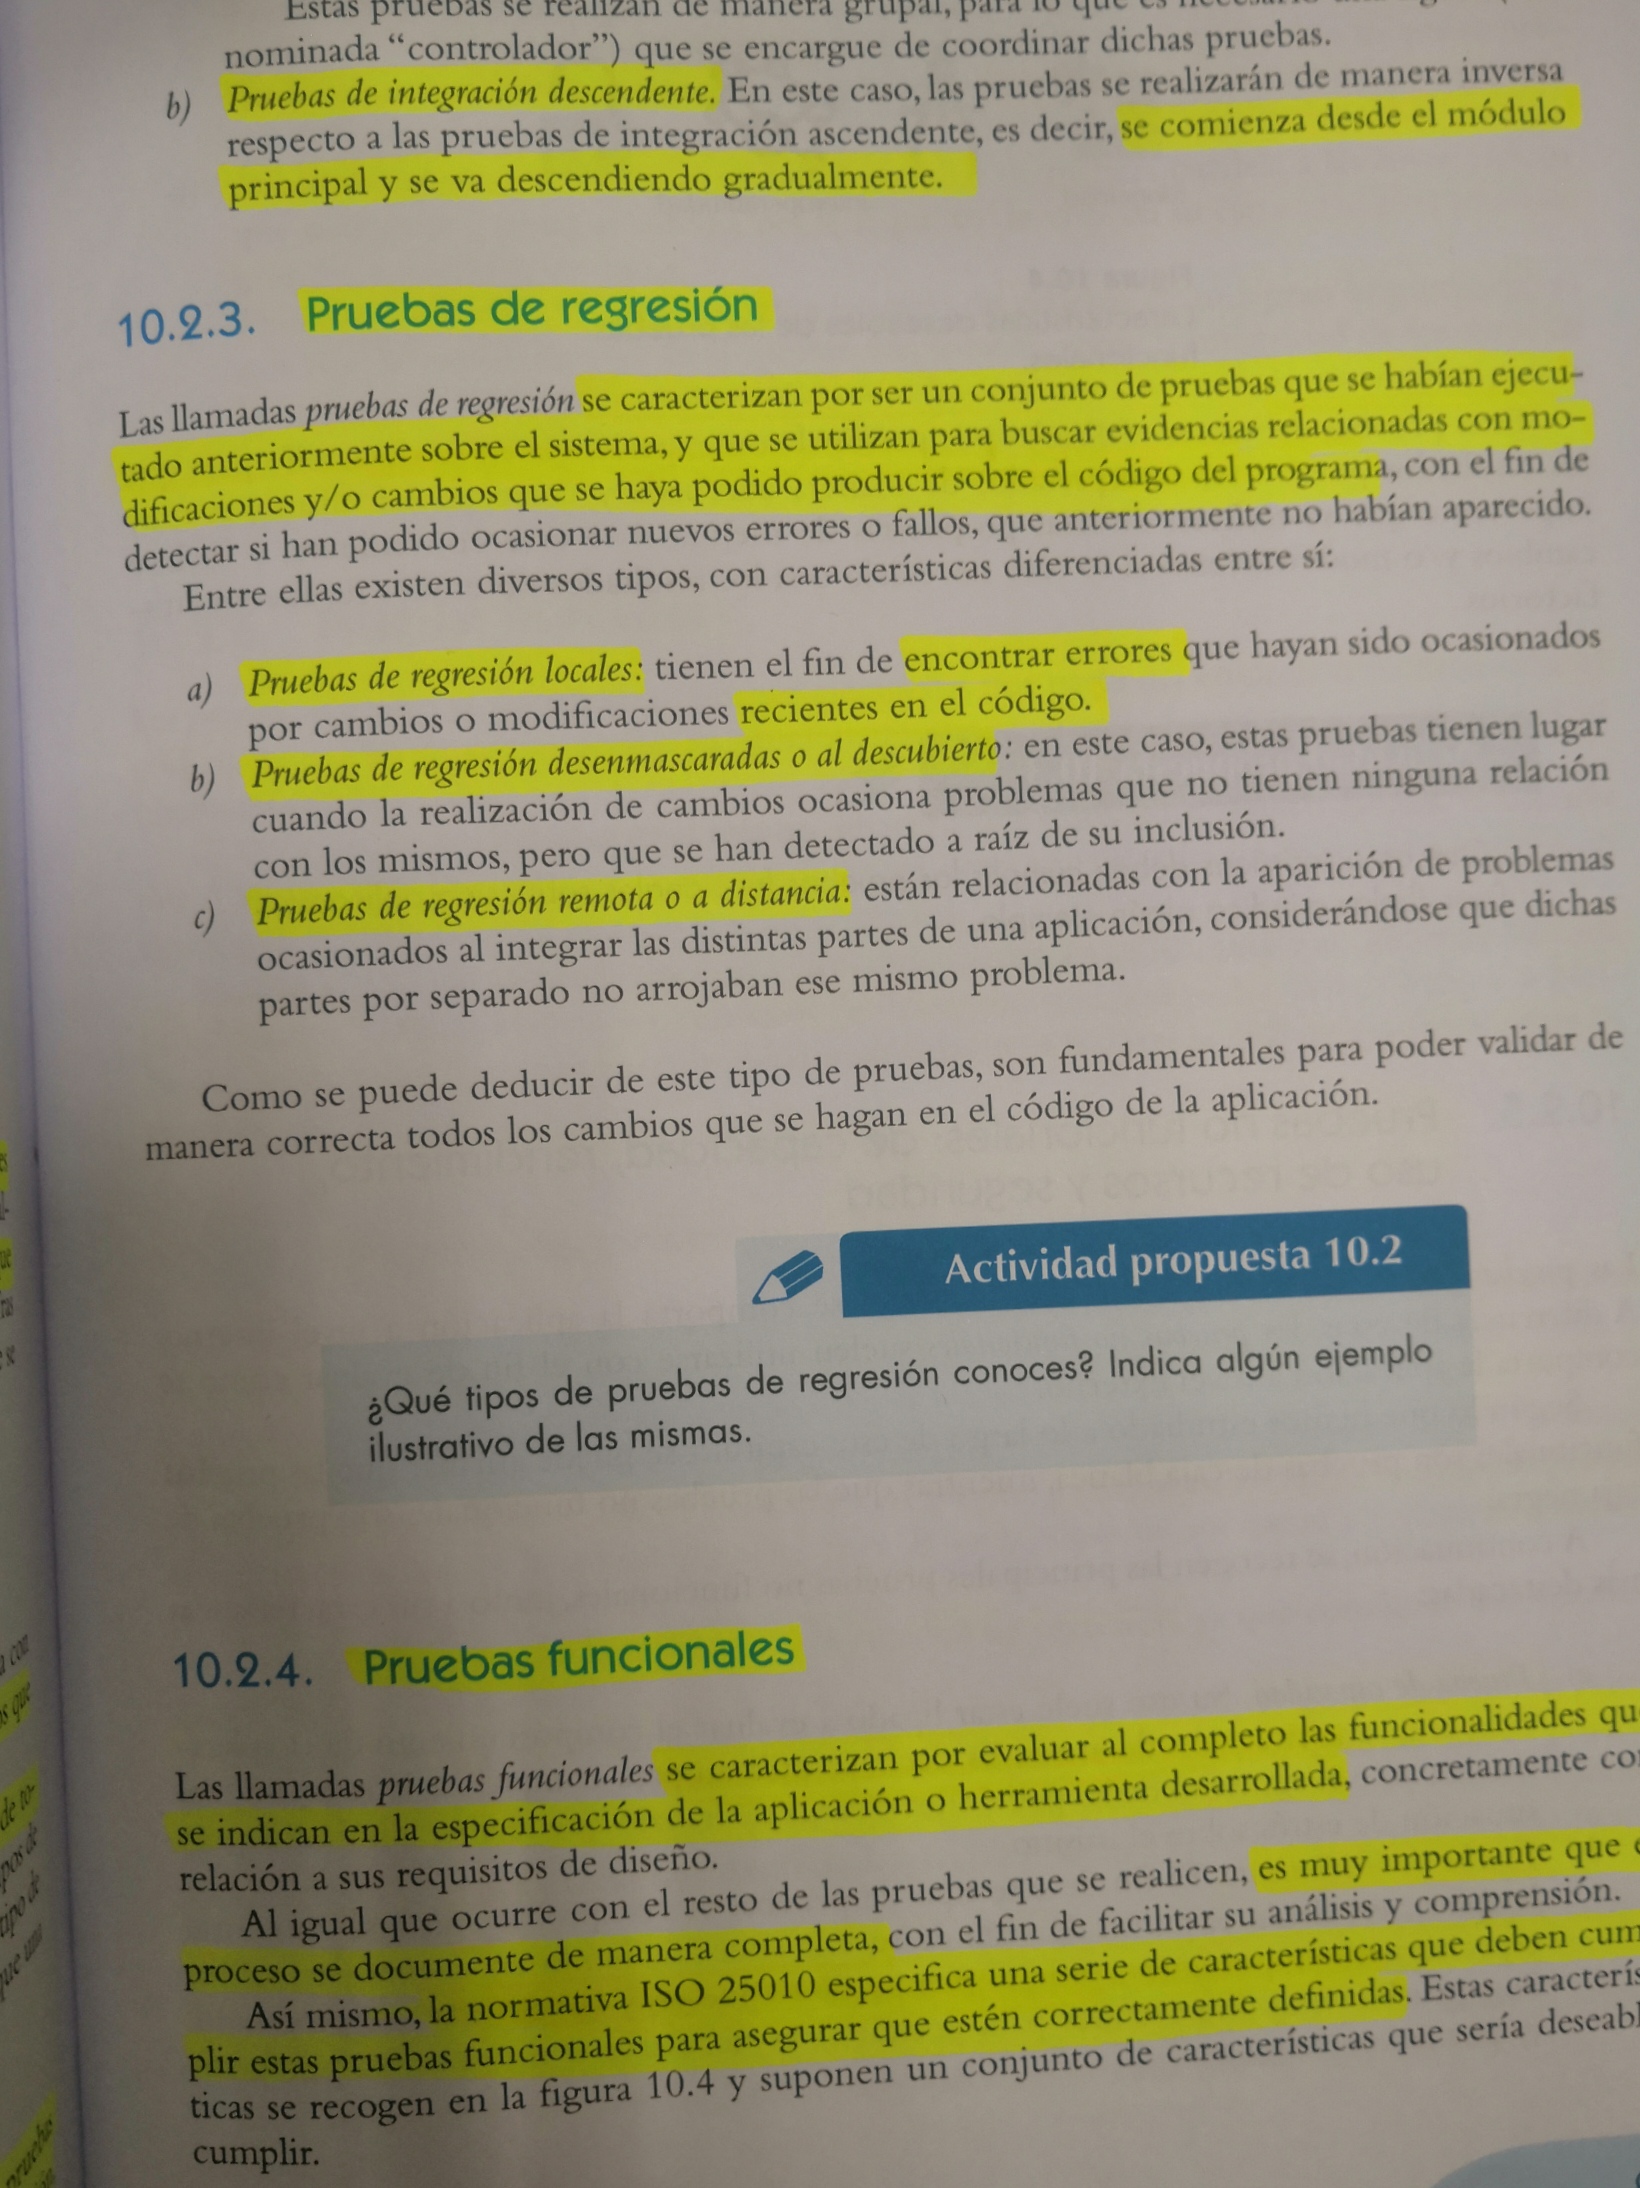 Estas pruebas se realizan de manera grupal, para lo que es
nominada “controlador”) que se encargue de coordinar dichas pruebas.
b) Pruebas de integración descendente. En este caso, las pruebas se realizarán de manera inversa
respecto a las pruebas de integración ascendente, es decir, se comienza desde el módulo
principal y se va descendiendo gradualmente.
10.2.3. Pruebas de regresión
Las llamadas pruebas de regresión se caracterizan por ser un conjunto de pruebas que se habían ejecu-
tado anteriormente sobre el sistema, y que se utilizan para buscar evidencias relacionadas con mo-
dificaciones y/o cambios que se haya podido producir sobre el código del programa, con el fin de
detectar si han podido ocasionar nuevos errores o fallos, que anteriormente no habían aparecido.
Entre ellas existen diversos tipos, con características diferenciadas entre sí:
a) Pruebas de regresión locales: tienen el fin de encontrar errores que hayan sido ocasionados
por cambios o modificaciones recientes en el código.
b) Pruebas de regresión desenmascaradas o al descubierto: en este caso, estas pruebas tienen lugar
cuando la realización de cambios ocasiona problemas que no tienen ninguna relación
con los mismos, pero que se han detectado a raíz de su inclusión.
c) Pruebas de regresión remota o a distancia: están relacionadas con la aparición de problemas
ocasionados al integrar las distintas partes de una aplicación, considerándose que dichas
partes por separado no arrojaban ese mismo problema.
Como se puede deducir de este tipo de pruebas, son fundamentales para poder validar de
manera correcta todos los cambios que se hagan en el código de la aplicación.
Actividad propuesta 10.2
¿Qué tipos de pruebas de regresión conoces? Indica algún ejemplo
ilustrativo de las mismas.
10.2.4. Pruebas funcionales
Las llamadas pruebas funcionales se caracterizan por evaluar al completo las funcionalidades qu
se indican en la especificación de la aplicación o herramienta desarrollada, concretamente co
relación a sus requisitos de diseño.
Al igual que ocurre con el resto de las pruebas que se realicen, es muy importante que
proceso se documente de manera completa, con el fin de facilitar su análisis y comprensión.
Así mismo, la normativa ISO 25010 especifica una serie de características que deben cum
plir estas pruebas funcionales para asegurar que estén correctamente definidas. Estas caracterís
ticas se recogen en la figura 10.4 y suponen un conjunto de características que sería deseabl
cumplir.